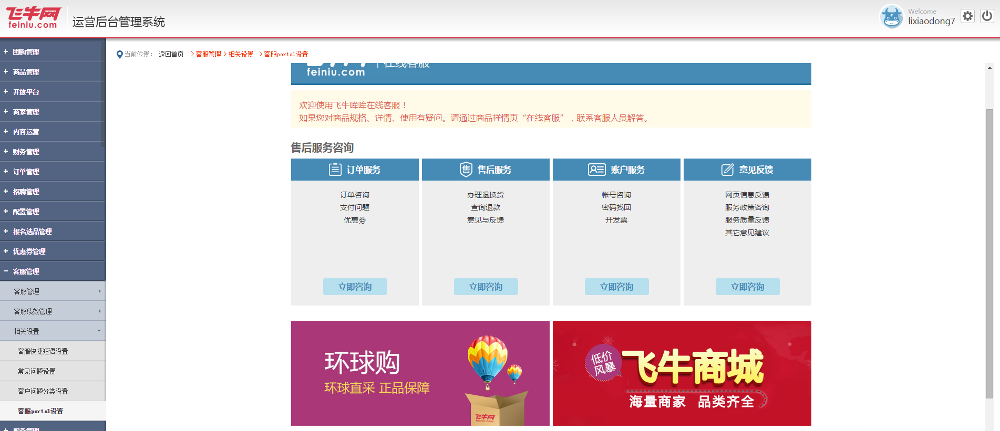 飞牛网
feiniu.com
运营后台管理系统
Welcome
lixiaodong7
团购管理
商品管理
开放平台
商家管理
内容运营
财务管理
订单管理
招聘管理
配置管理
报名选品管理
优惠券管理
客服管理
客服管理
客服绩效管理
相关设置
客服快捷短语设置
常见问题设置
客户问题分类设置
客服portal设置
服务管理
当前位置： 返回首页 > 客服管理 > 相关设置 > 客服portal设置
feiniu.com
在线客服
欢迎使用飞牛哞哞在线客服！
如果您对商品规格、详情、使用有疑问。请通过商品祥情页“在线客服”，联系客服人员解答。
售后服务咨询
订单服务
订单咨询
支付问题
优惠劵
立即咨询
售 售后服务
办理退换货
查询退款
意见与反馈
立即咨询
账户服务
帐号咨询
密码找回
开发票
立即咨询
意见反馈
网页信息反馈
服务政策咨询
服务质量反馈
其它意见建议
立即咨询
环球购
环球直采 正品保障
飞牛网
feiniu.com
低价
风暴
飞牛商城
海量商家 品类齐全